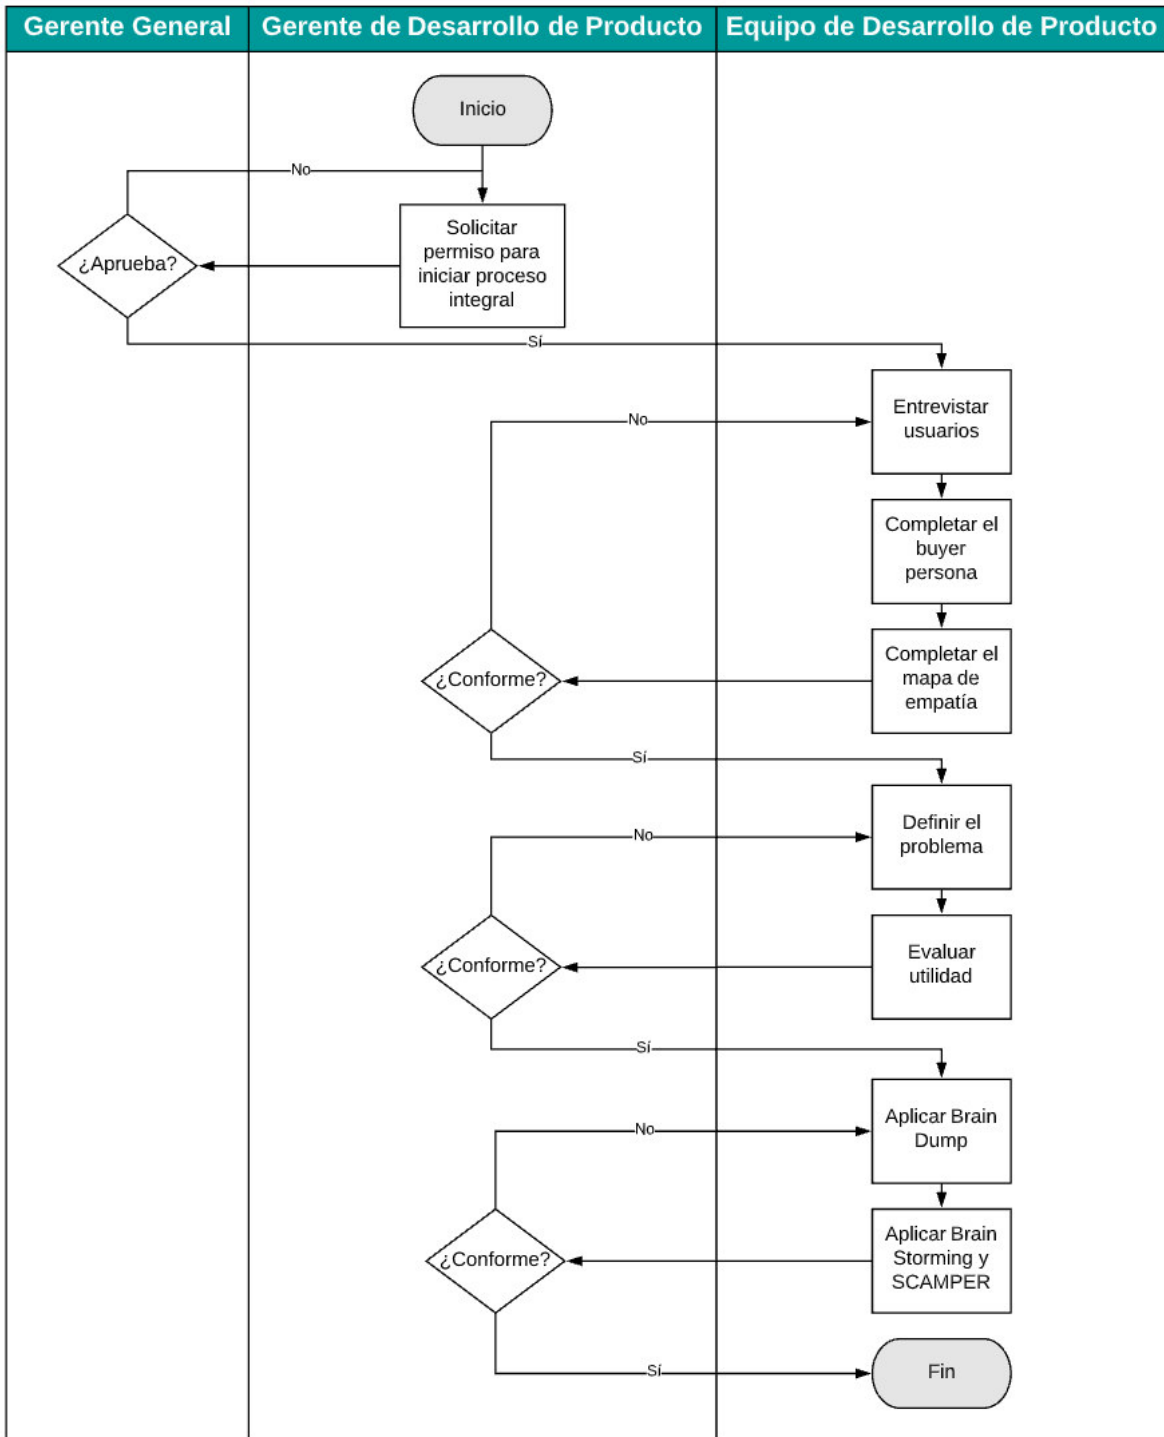 Gerente General
Gerente de Desarrollo de Producto
Equipo de Desarrollo de Producto
Inicio
No
Solicitar
permiso para
iniciar proceso
integral
¿Aprueba?
Sí
Entrevistar
usuarios
No
Completar el
buyer
persona
Completar el
mapa de
empatía
¿Conforme?
Sí
Definir el
problema
No
Evaluar
utilidad
¿Conforme?
Sí
Aplicar Brain
Dump
No
Aplicar Brain
Storming y
SCAMPER
¿Conforme?
Sí
Fin